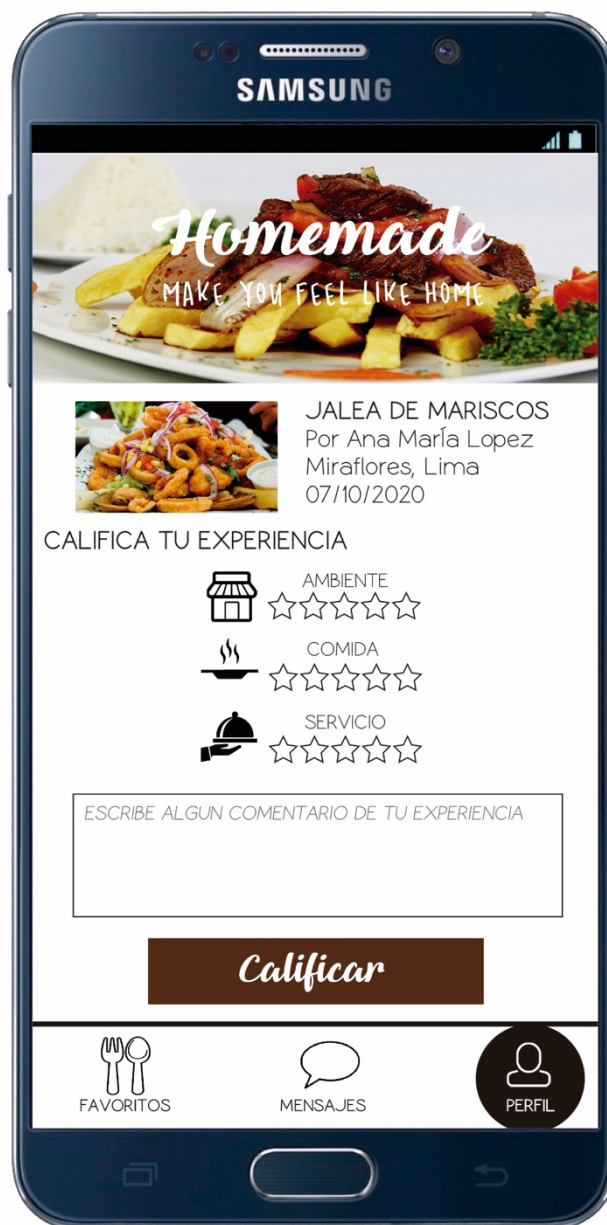 SAMSUNG
Homemade
MAKE YOU FEEL LIKE HOME
JALEA DE MARISCOS
Por Ana María Lopez
Miraflores, Lima
07/10/2020
CALIFICA TU EXPERIENCIA
AMBIENTE
COMIDA
SERVICIO
ESCRIBE ALGUN COMENTARIO DE TU EXPERIENCIA
Calificar
FAVORITOS
MENSAJES
PERFIL